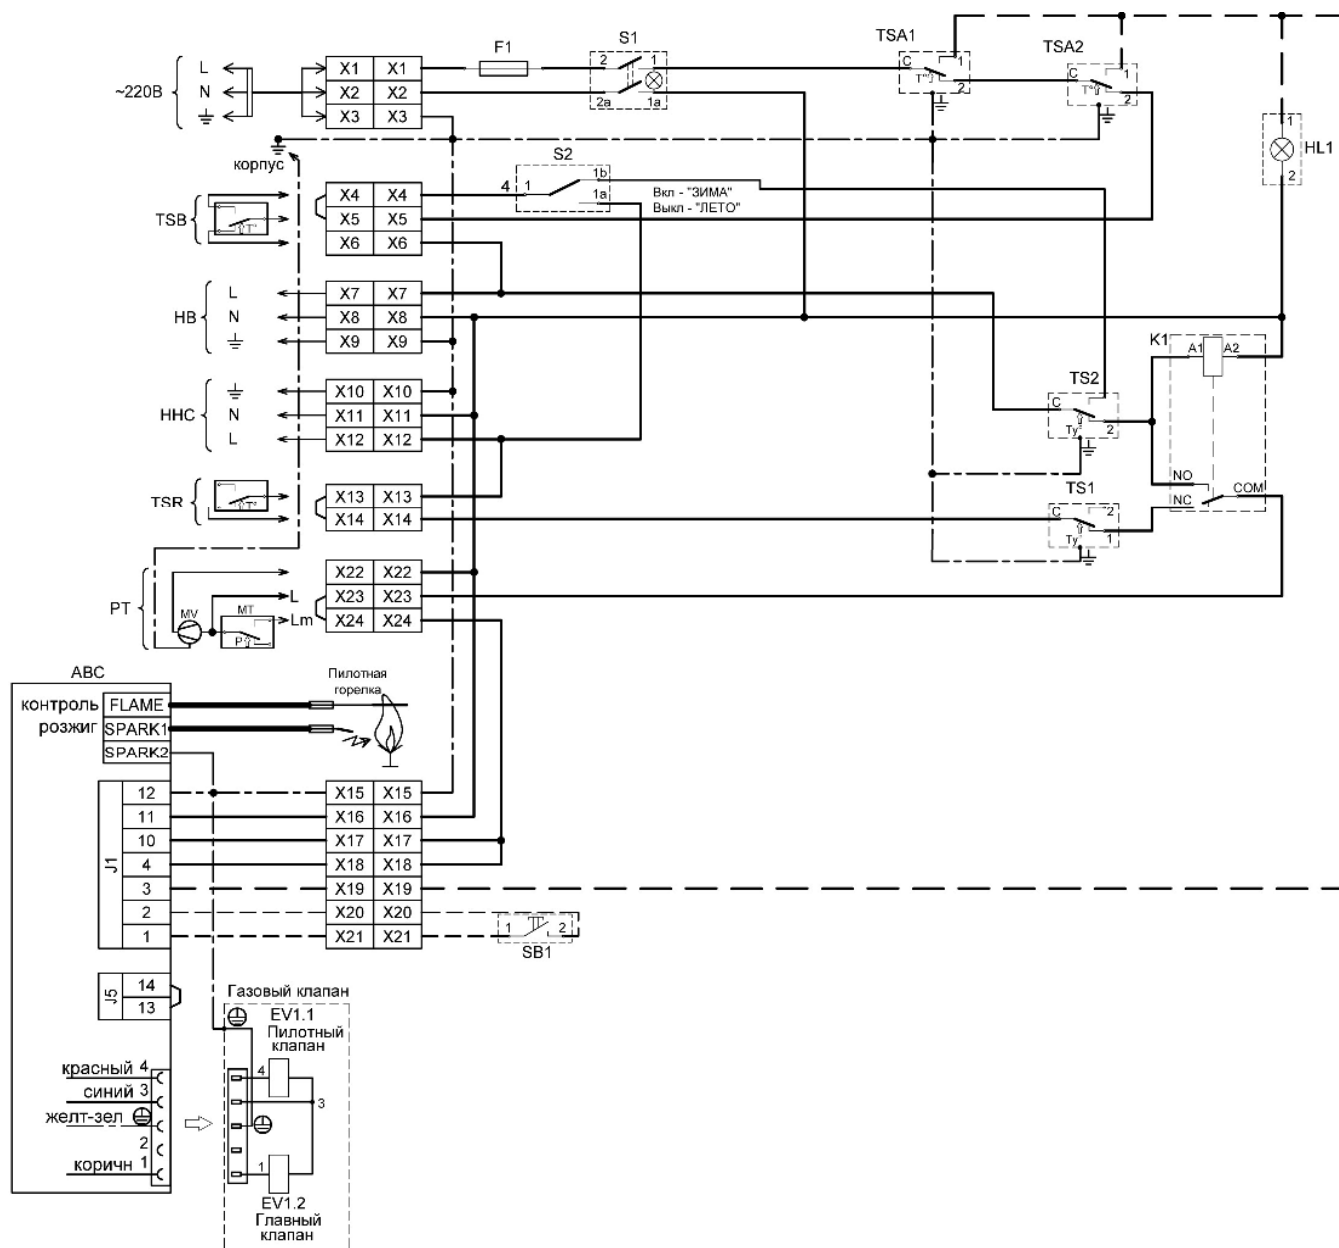 ~220В
L
N
X1 X1
X2 X2
X3 X3
F1
S1
2 1
2a 1a
TSA1
C 1
T°
2
TSA2
C 1
T°
2
HL1
1
2
корпус
TSB
T°
X4 X4
X5 X5
X6 X6
S2
4 1 1b
1a
Вкл - "ЗИМА"
Выкл - "ЛЕТО"
НВ
L
N
X7 X7
X8 X8
X9 X9
ННС
N
L
X10 X10
X11 X11
X12 X12
K1
A1 A2
NO
NC
COM
TS2
C
Ty
2
TS1
C 2
Ty
1
TSR
T°
X13 X13
X14 X14
PT
MV
MT
P
L
Lm
X22 X22
X23 X23
X24 X24
АВС
контроль FLAME
розжиг SPARK1
SPARK2
Пилотная
горелка
J1
12 X15 X15
11 X16 X16
10 X17 X17
4 X18 X18
3 X19 X19
2 X20 X20
1 X21 X21
1 2
SB1
J5
14
13
Газовый клапан
EV1.1
Пилотный
клапан
красный 4
синий 3
желт-зел
2
коричн 1
4
3
1
EV1.2
Главный
клапан